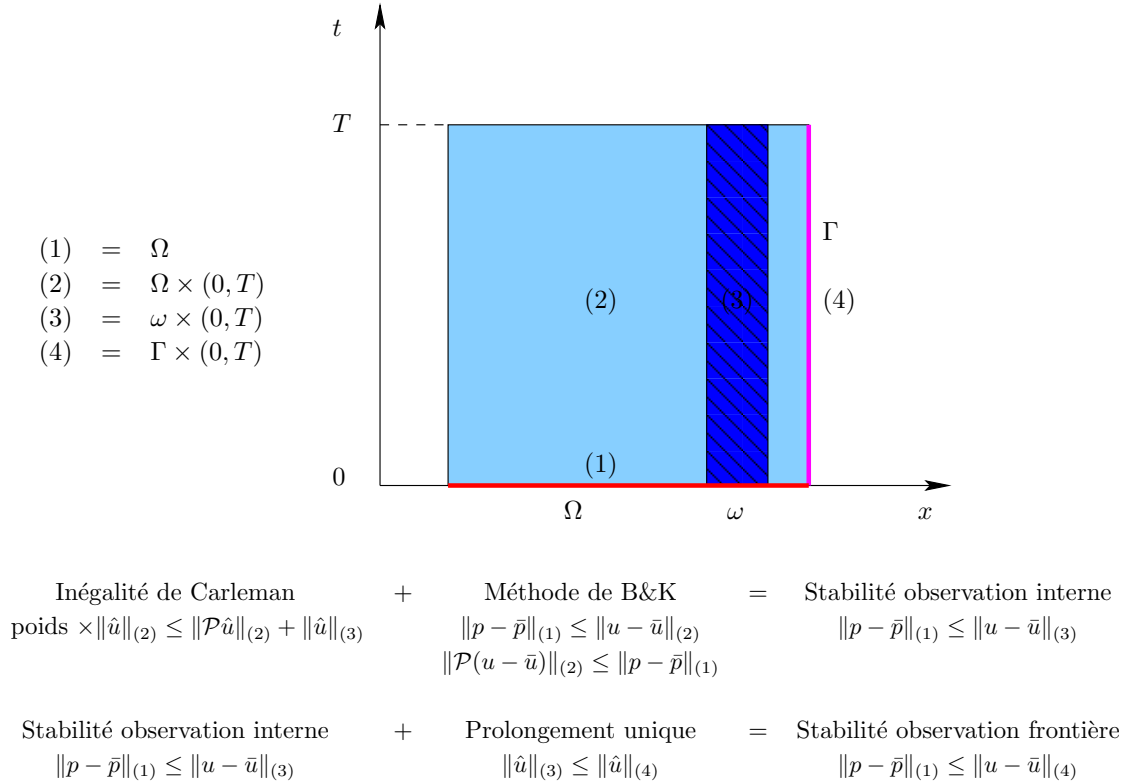 t
T
(1) = Ω
(2) = Ω × (0, T)
(3) = ω × (0, T)
(4) = Γ × (0, T)
Γ
(2) (3) (4)
(1)
0
Ω ω x
Inégalité de Carleman + Méthode de B&K = Stabilité observation interne
poids ×‖û‖(2) ≤ ‖𝒫û‖(2) + ‖û‖(3) ‖p − p̄‖(1) ≤ ‖u − ū‖(2) ‖p − p̄‖(1) ≤ ‖u − ū‖(3)
‖𝒫(u − ū)‖(2) ≤ ‖p − p̄‖(1)
Stabilité observation interne + Prolongement unique = Stabilité observation frontière
‖p − p̄‖(1) ≤ ‖u − ū‖(3) ‖û‖(3) ≤ ‖û‖(4) ‖p − p̄‖(1) ≤ ‖u − ū‖(4)